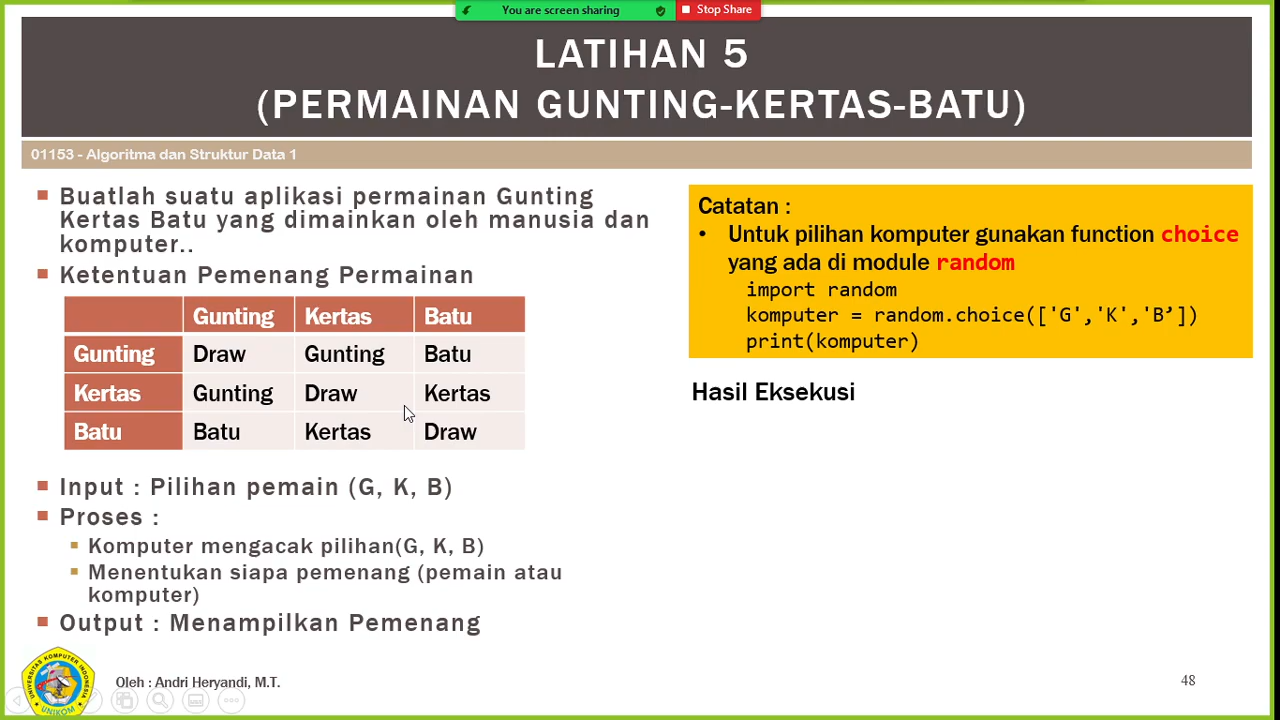 You are screen sharing
Stop Share
LATIHAN 5
(PERMAINAN GUNTING-KERTAS-BATU)
01153 - Algoritma dan Struktur Data 1
Buatlah suatu aplikasi permainan Gunting
Kertas Batu yang dimainkan oleh manusia dan
komputer..
Ketentuan Pemenang Permainan
Gunting Kertas Batu
Gunting Draw Gunting Batu
Kertas Gunting Draw Kertas
Batu Batu Kertas Draw
Input : Pilihan pemain (G, K, B)
Proses :
Komputer mengacak pilihan(G, K, B)
Menentukan siapa pemenang (pemain atau
komputer)
Output : Menampilkan Pemenang
Catatan :
• Untuk pilihan komputer gunakan function choice
yang ada di module random
import random
komputer = random.choice(['G','K','B’])
print(komputer)
Hasil Eksekusi
UNIVERSITAS KOMPUTER INDONESIA
UNIKOM
Oleh : Andri Heryandi, M.T.
48